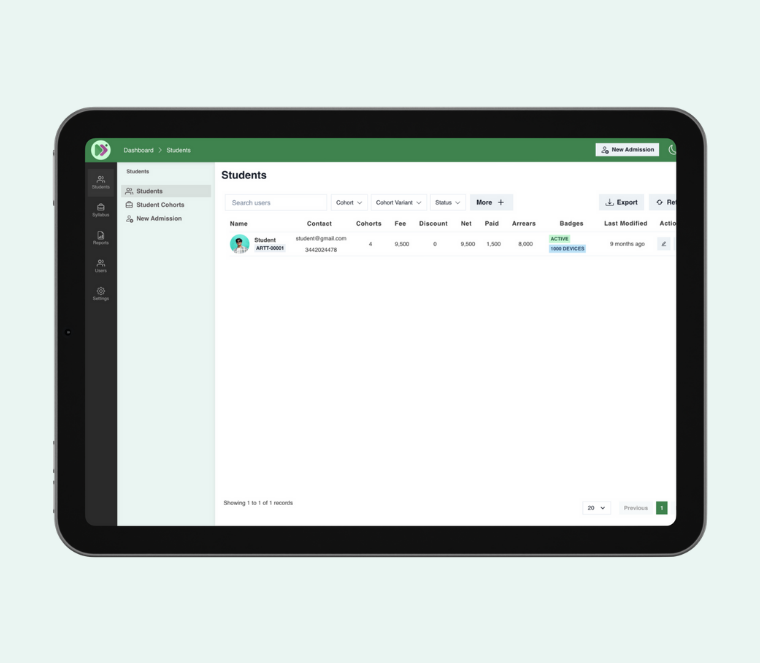 Dashboard > Students
New Admission
Students
Syllabus
Reports
Users
Settings
Students
Students
Student Cohorts
New Admission
Students
Search users
Cohort
Cohort Variant
Status
More +
Export
Name Contact Cohorts Fee Discount Net Paid Arrears Badges Last Modified Actio
Student
ARTT-00001
student@gmail.com
3442024478
4 9,500 0 9,500 1,500 8,000
ACTIVE
1000 DEVICES
9 months ago
Showing 1 to 1 of 1 records
20
Previous
1